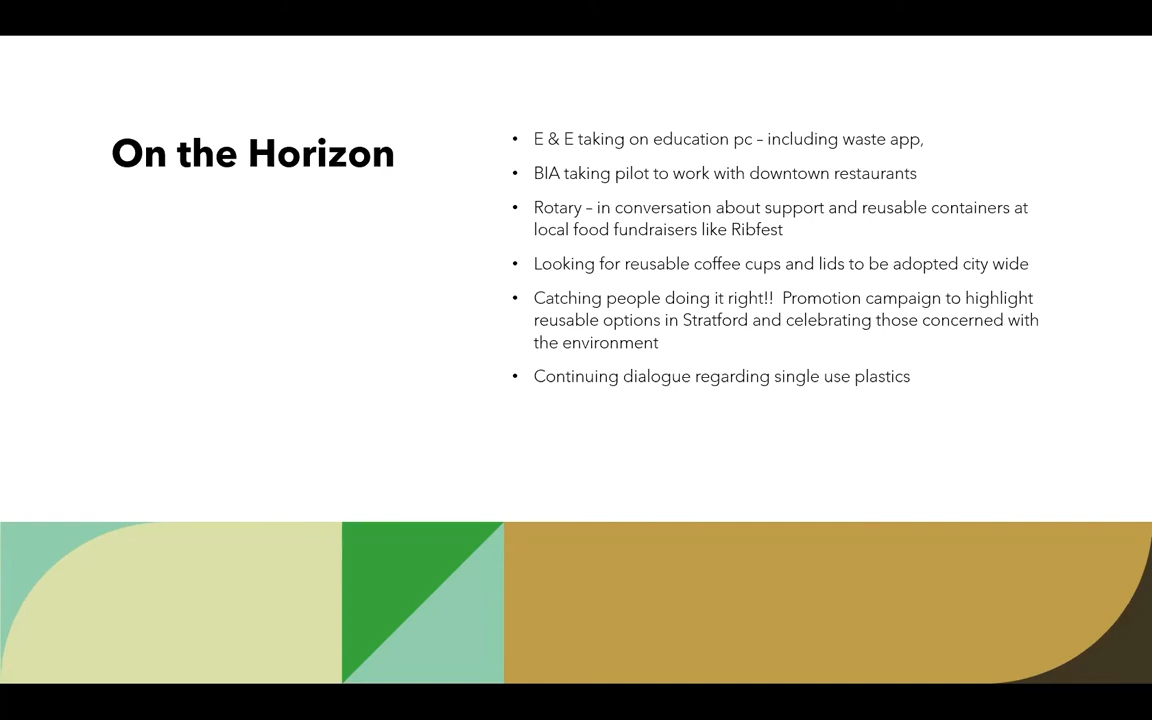 On the Horizon
• E & E taking on education pc – including waste app,
• BIA taking pilot to work with downtown restaurants
• Rotary – in conversation about support and reusable containers at
local food fundraisers like Ribfest
• Looking for reusable coffee cups and lids to be adopted city wide
• Catching people doing it right!!  Promotion campaign to highlight
reusable options in Stratford and celebrating those concerned with
the environment
• Continuing dialogue regarding single use plastics